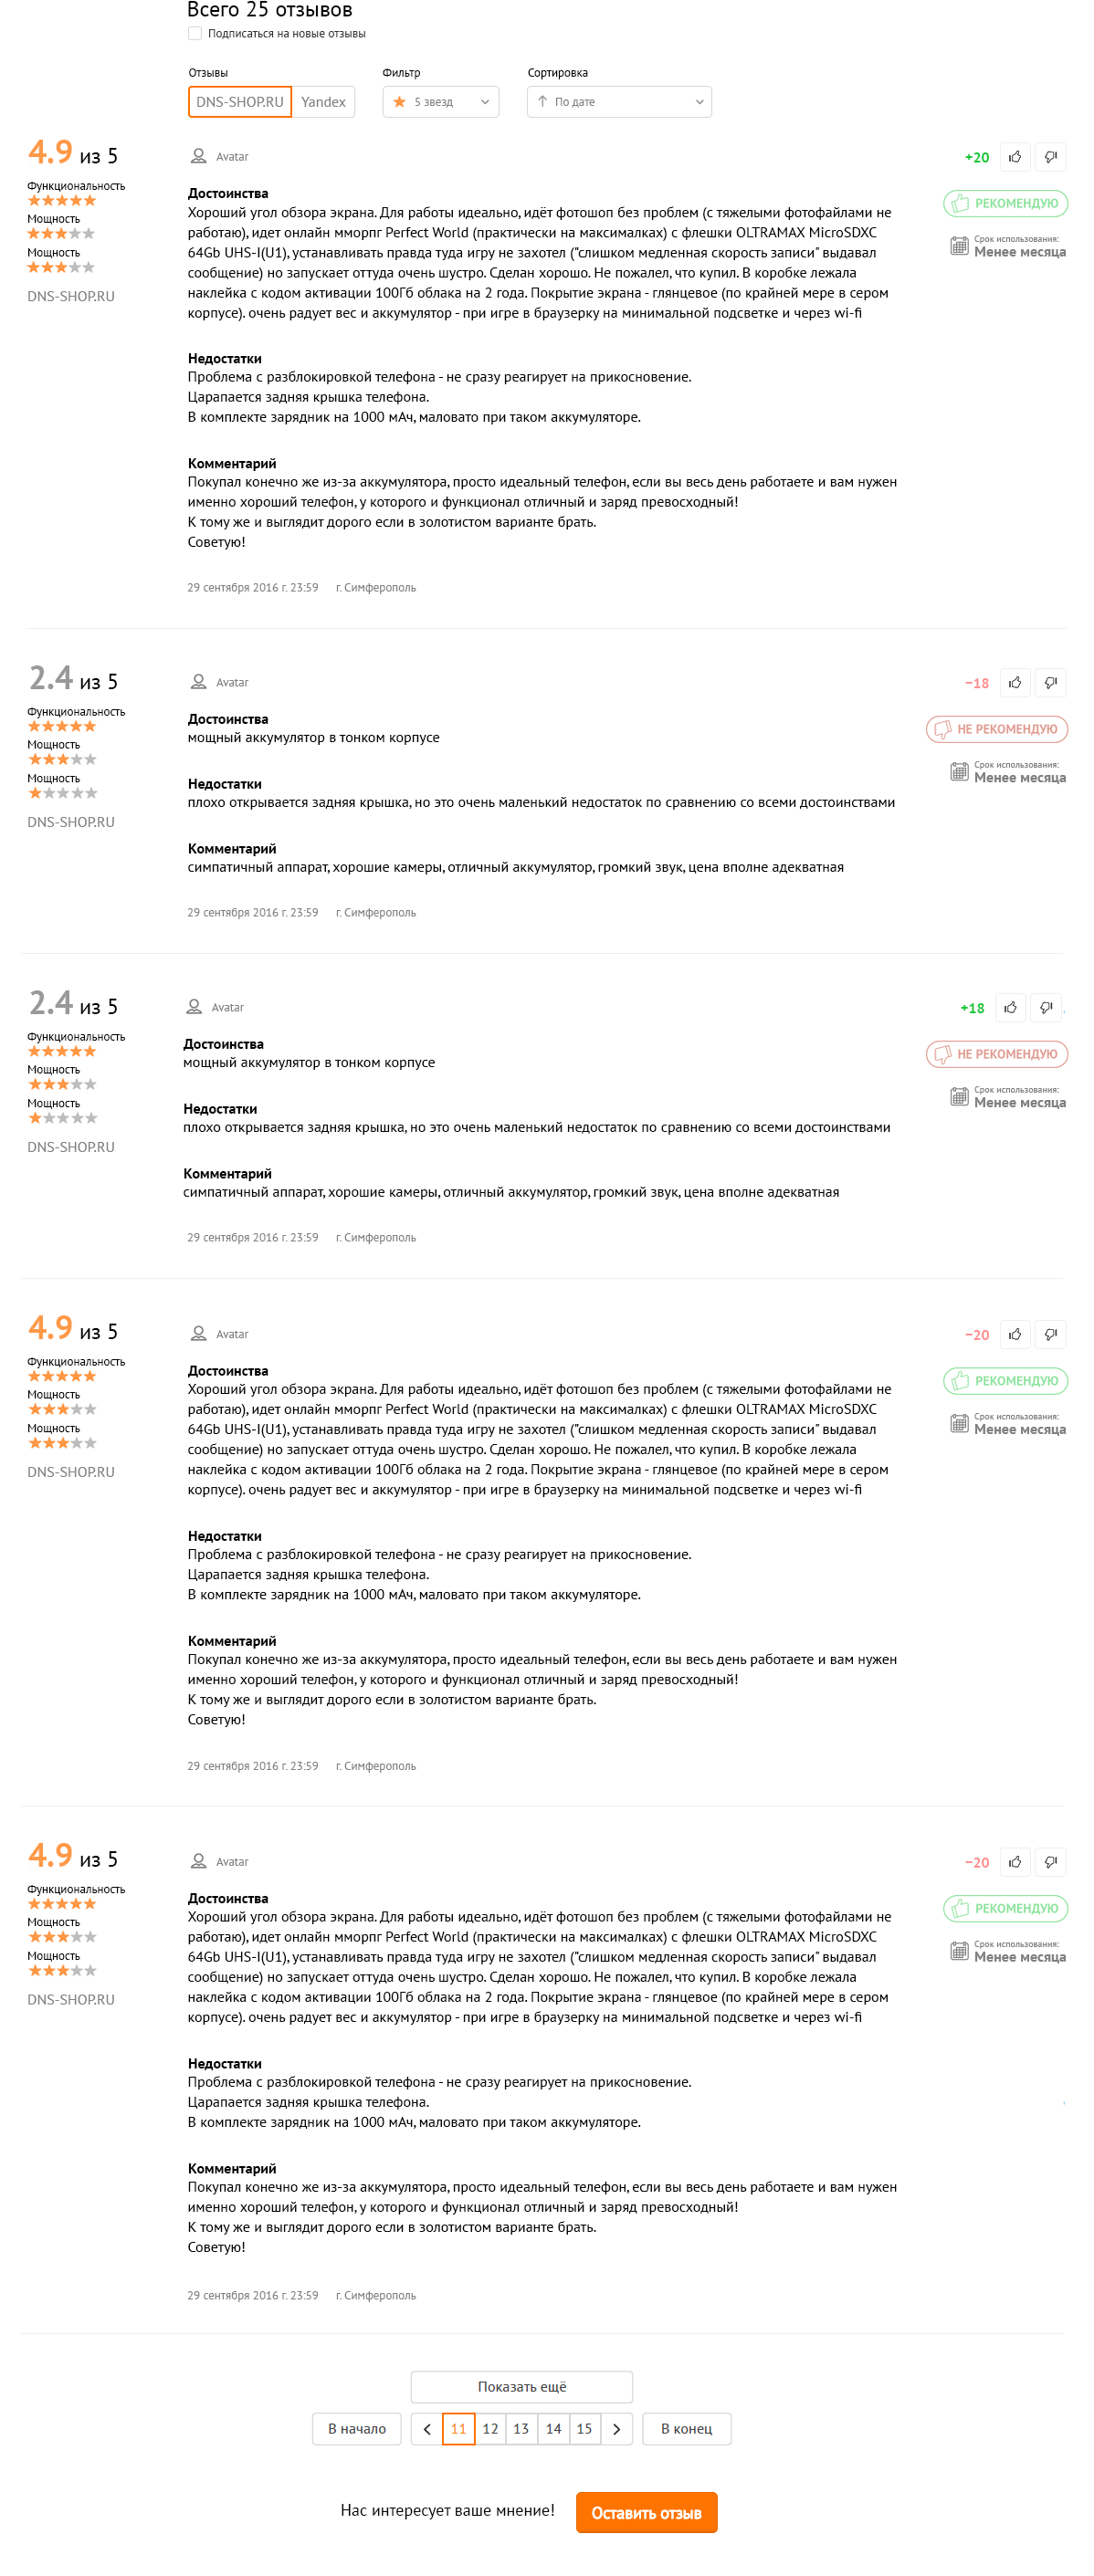 Всего 25 отзывов
Подписаться на новые отзывы
Отзывы Фильтр Сортировка
DNS-SHOP.RU Yandex 5 звезд По дате
4.9 из 5
Функциональность
Мощность
Мощность
DNS-SHOP.RU
Avatar
+20
РЕКОМЕНДУЮ
Срок использования:
Менее месяца
Достоинства
Хороший угол обзора экрана. Для работы идеально, идёт фотошоп без проблем (с тяжелыми фотофайлами не
работаю), идет онлайн мморпг Perfect World (практически на максималках) с флешки OLTRAMAX MicroSDXC
64Gb UHS-I(U1), устанавливать правда туда игру не захотел ("слишком медленная скорость записи" выдавал
сообщение) но запускает оттуда очень шустро. Сделан хорошо. Не пожалел, что купил. В коробке лежала
наклейка с кодом активации 100Гб облака на 2 года. Покрытие экрана - глянцевое (по крайней мере в сером
корпусе). очень радует вес и аккумулятор - при игре в браузерку на минимальной подсветке и через wi-fi
Недостатки
Проблема с разблокировкой телефона - не сразу реагирует на прикосновение.
Царапается задняя крышка телефона.
В комплекте зарядник на 1000 мАч, маловато при таком аккумуляторе.
Комментарий
Покупал конечно же из-за аккумулятора, просто идеальный телефон, если вы весь день работаете и вам нужен
именно хороший телефон, у которого и функционал отличный и заряд превосходный!
К тому же и выглядит дорого если в золотистом варианте брать.
Советую!
29 сентября 2016 г. 23:59 г. Симферополь
2.4 из 5
Функциональность
Мощность
Мощность
DNS-SHOP.RU
Avatar
−18
НЕ РЕКОМЕНДУЮ
Срок использования:
Менее месяца
Достоинства
мощный аккумулятор в тонком корпусе
Недостатки
плохо открывается задняя крышка, но это очень маленький недостаток по сравнению со всеми достоинствами
Комментарий
симпатичный аппарат, хорошие камеры, отличный аккумулятор, громкий звук, цена вполне адекватная
29 сентября 2016 г. 23:59 г. Симферополь
2.4 из 5
Функциональность
Мощность
Мощность
DNS-SHOP.RU
Avatar
+18
НЕ РЕКОМЕНДУЮ
Срок использования:
Менее месяца
Достоинства
мощный аккумулятор в тонком корпусе
Недостатки
плохо открывается задняя крышка, но это очень маленький недостаток по сравнению со всеми достоинствами
Комментарий
симпатичный аппарат, хорошие камеры, отличный аккумулятор, громкий звук, цена вполне адекватная
29 сентября 2016 г. 23:59 г. Симферополь
4.9 из 5
Функциональность
Мощность
Мощность
DNS-SHOP.RU
Avatar
−20
РЕКОМЕНДУЮ
Срок использования:
Менее месяца
Достоинства
Хороший угол обзора экрана. Для работы идеально, идёт фотошоп без проблем (с тяжелыми фотофайлами не
работаю), идет онлайн мморпг Perfect World (практически на максималках) с флешки OLTRAMAX MicroSDXC
64Gb UHS-I(U1), устанавливать правда туда игру не захотел ("слишком медленная скорость записи" выдавал
сообщение) но запускает оттуда очень шустро. Сделан хорошо. Не пожалел, что купил. В коробке лежала
наклейка с кодом активации 100Гб облака на 2 года. Покрытие экрана - глянцевое (по крайней мере в сером
корпусе). очень радует вес и аккумулятор - при игре в браузерку на минимальной подсветке и через wi-fi
Недостатки
Проблема с разблокировкой телефона - не сразу реагирует на прикосновение.
Царапается задняя крышка телефона.
В комплекте зарядник на 1000 мАч, маловато при таком аккумуляторе.
Комментарий
Покупал конечно же из-за аккумулятора, просто идеальный телефон, если вы весь день работаете и вам нужен
именно хороший телефон, у которого и функционал отличный и заряд превосходный!
К тому же и выглядит дорого если в золотистом варианте брать.
Советую!
29 сентября 2016 г. 23:59 г. Симферополь
4.9 из 5
Функциональность
Мощность
Мощность
DNS-SHOP.RU
Avatar
−20
РЕКОМЕНДУЮ
Срок использования:
Менее месяца
Достоинства
Хороший угол обзора экрана. Для работы идеально, идёт фотошоп без проблем (с тяжелыми фотофайлами не
работаю), идет онлайн мморпг Perfect World (практически на максималках) с флешки OLTRAMAX MicroSDXC
64Gb UHS-I(U1), устанавливать правда туда игру не захотел ("слишком медленная скорость записи" выдавал
сообщение) но запускает оттуда очень шустро. Сделан хорошо. Не пожалел, что купил. В коробке лежала
наклейка с кодом активации 100Гб облака на 2 года. Покрытие экрана - глянцевое (по крайней мере в сером
корпусе). очень радует вес и аккумулятор - при игре в браузерку на минимальной подсветке и через wi-fi
Недостатки
Проблема с разблокировкой телефона - не сразу реагирует на прикосновение.
Царапается задняя крышка телефона.
В комплекте зарядник на 1000 мАч, маловато при таком аккумуляторе.
Комментарий
Покупал конечно же из-за аккумулятора, просто идеальный телефон, если вы весь день работаете и вам нужен
именно хороший телефон, у которого и функционал отличный и заряд превосходный!
К тому же и выглядит дорого если в золотистом варианте брать.
Советую!
29 сентября 2016 г. 23:59 г. Симферополь
Показать ещё
В начало 11 12 13 14 15 В конец
Нас интересует ваше мнение! Оставить отзыв